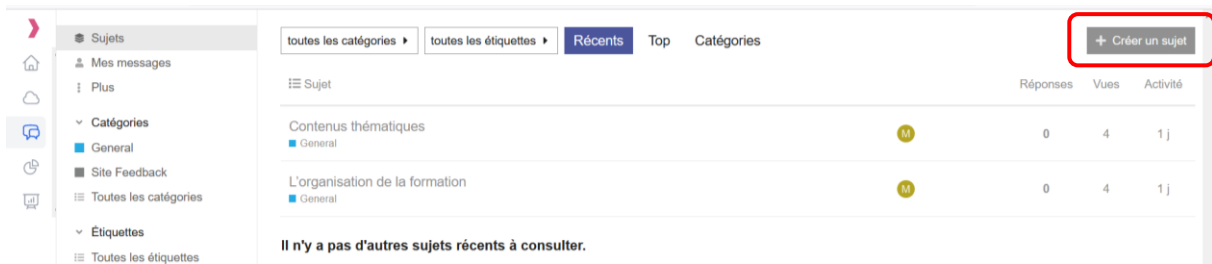 Sujets
Mes messages
Plus
Catégories
General
Site Feedback
Toutes les catégories
Étiquettes
Toutes les étiquettes
toutes les catégories
toutes les étiquettes
Récents
Top
Catégories
+ Créer un sujet
Sujet
Réponses
Vues
Activité
Contenus thématiques
General
M
0
4
1 j
L'organisation de la formation
General
M
0
4
1 j
Il n'y a pas d'autres sujets récents à consulter.